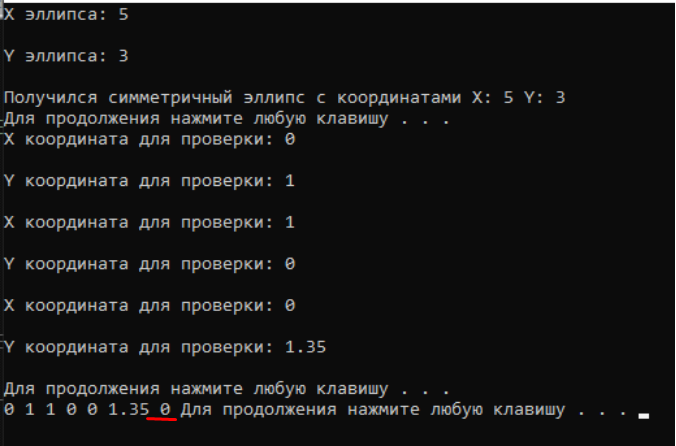 X эллипса: 5
Y эллипса: 3
Получился симметричный эллипс с координатами X: 5 Y: 3
Для продолжения нажмите любую клавишу . . .
X координата для проверки: 0
Y координата для проверки: 1
X координата для проверки: 1
Y координата для проверки: 0
X координата для проверки: 0
Y координата для проверки: 1.35
Для продолжения нажмите любую клавишу . . .
0 1 1 0 0 1.35 0 Для продолжения нажмите любую клавишу . . .